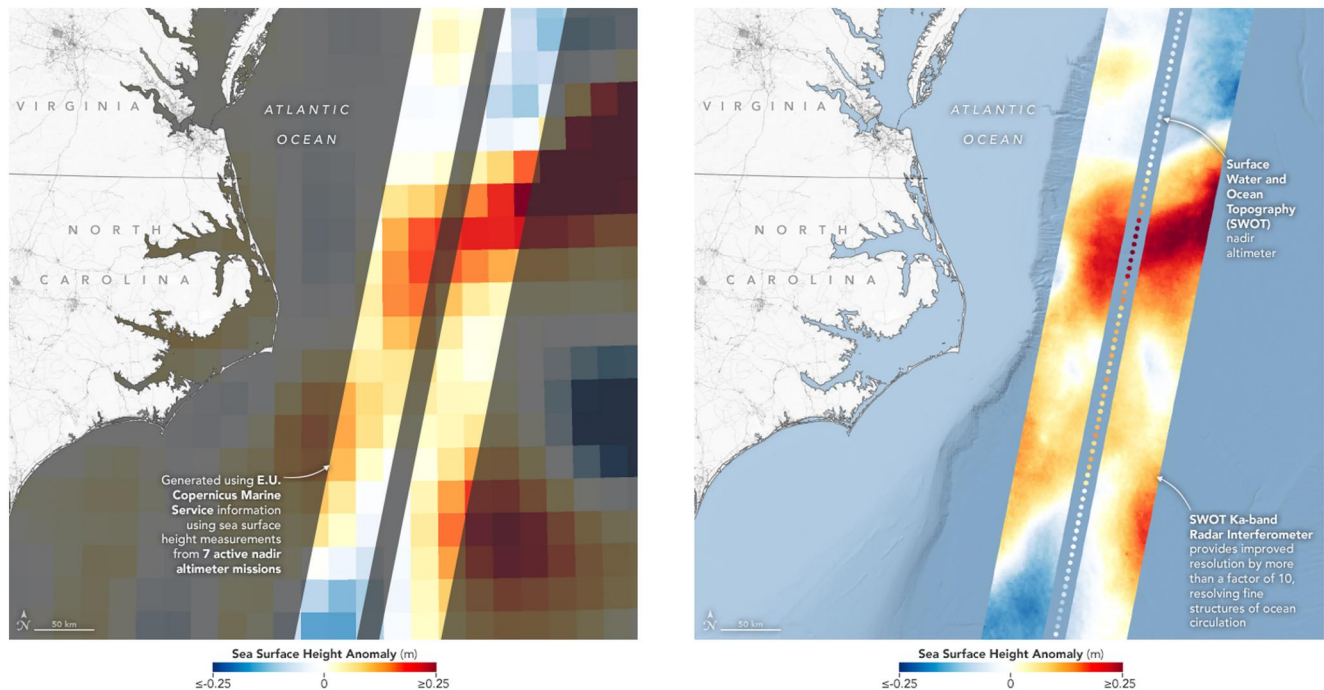 VIRGINIA
ATLANTIC
OCEAN
NORTH
CAROLINA
Generated using E.U.
Copernicus Marine
Service information
using sea surface
height measurements
from 7 active nadir
altimeter missions
N
50 km
Sea Surface Height Anomaly (m)
≤-0.25 0 ≥0.25
VIRGINIA
ATLANTIC
OCEAN
Surface
Water and
Ocean
Topography
(SWOT)
nadir
altimeter
NORTH
CAROLINA
SWOT Ka-band
Radar Interferometer
provides improved
resolution by more
than a factor of 10,
resolving fine
structures of ocean
circulation
N
50 km
Sea Surface Height Anomaly (m)
≤-0.25 0 ≥0.25